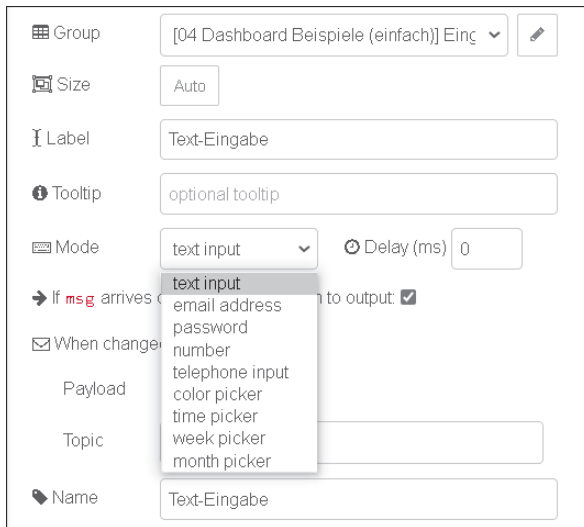 Group [04 Dashboard Beispiele (einfach)] Eing
Size Auto
Label Text-Eingabe
Tooltip optional tooltip
Mode text input Delay (ms) 0
text input
➔ If msg arrives o n to output:
email address
password
When change
number
telephone input
Payload
color picker
time picker
Topic
week picker
month picker
Name Text-Eingabe